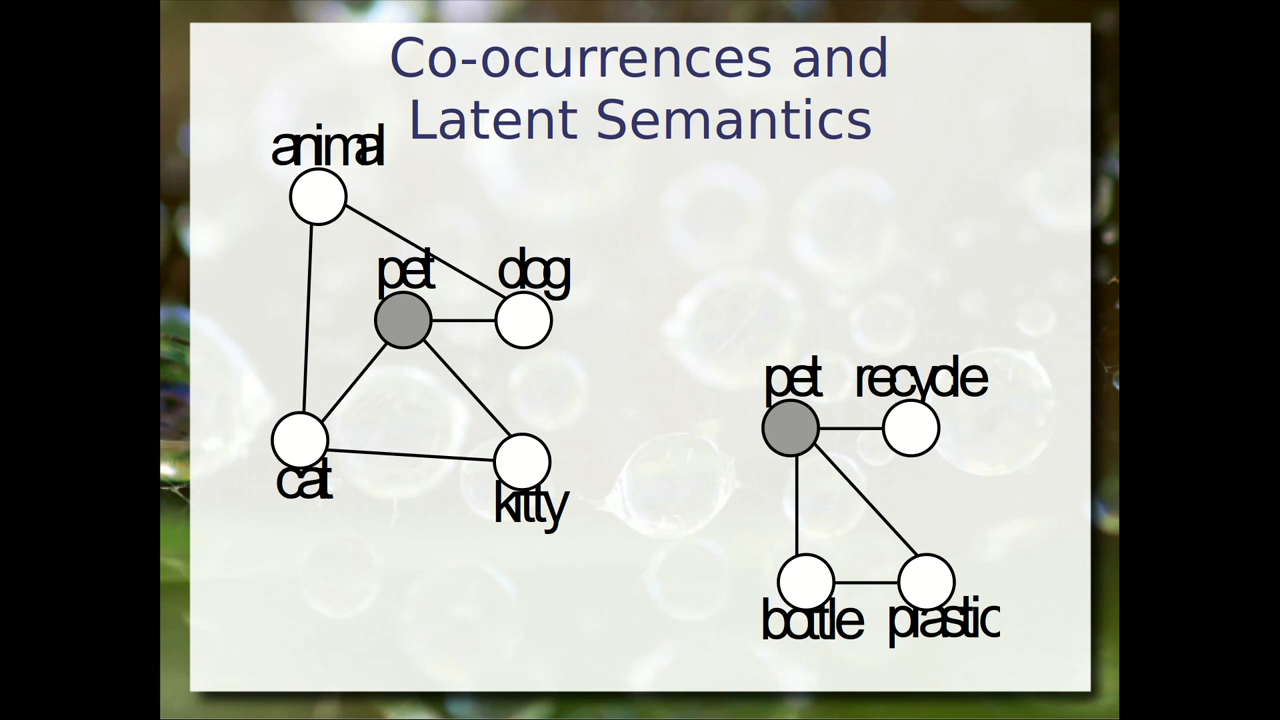 Co-ocurrences and
Latent Semantics
animal
pet dog
cat
kitty
pet recycle
bottle plastic